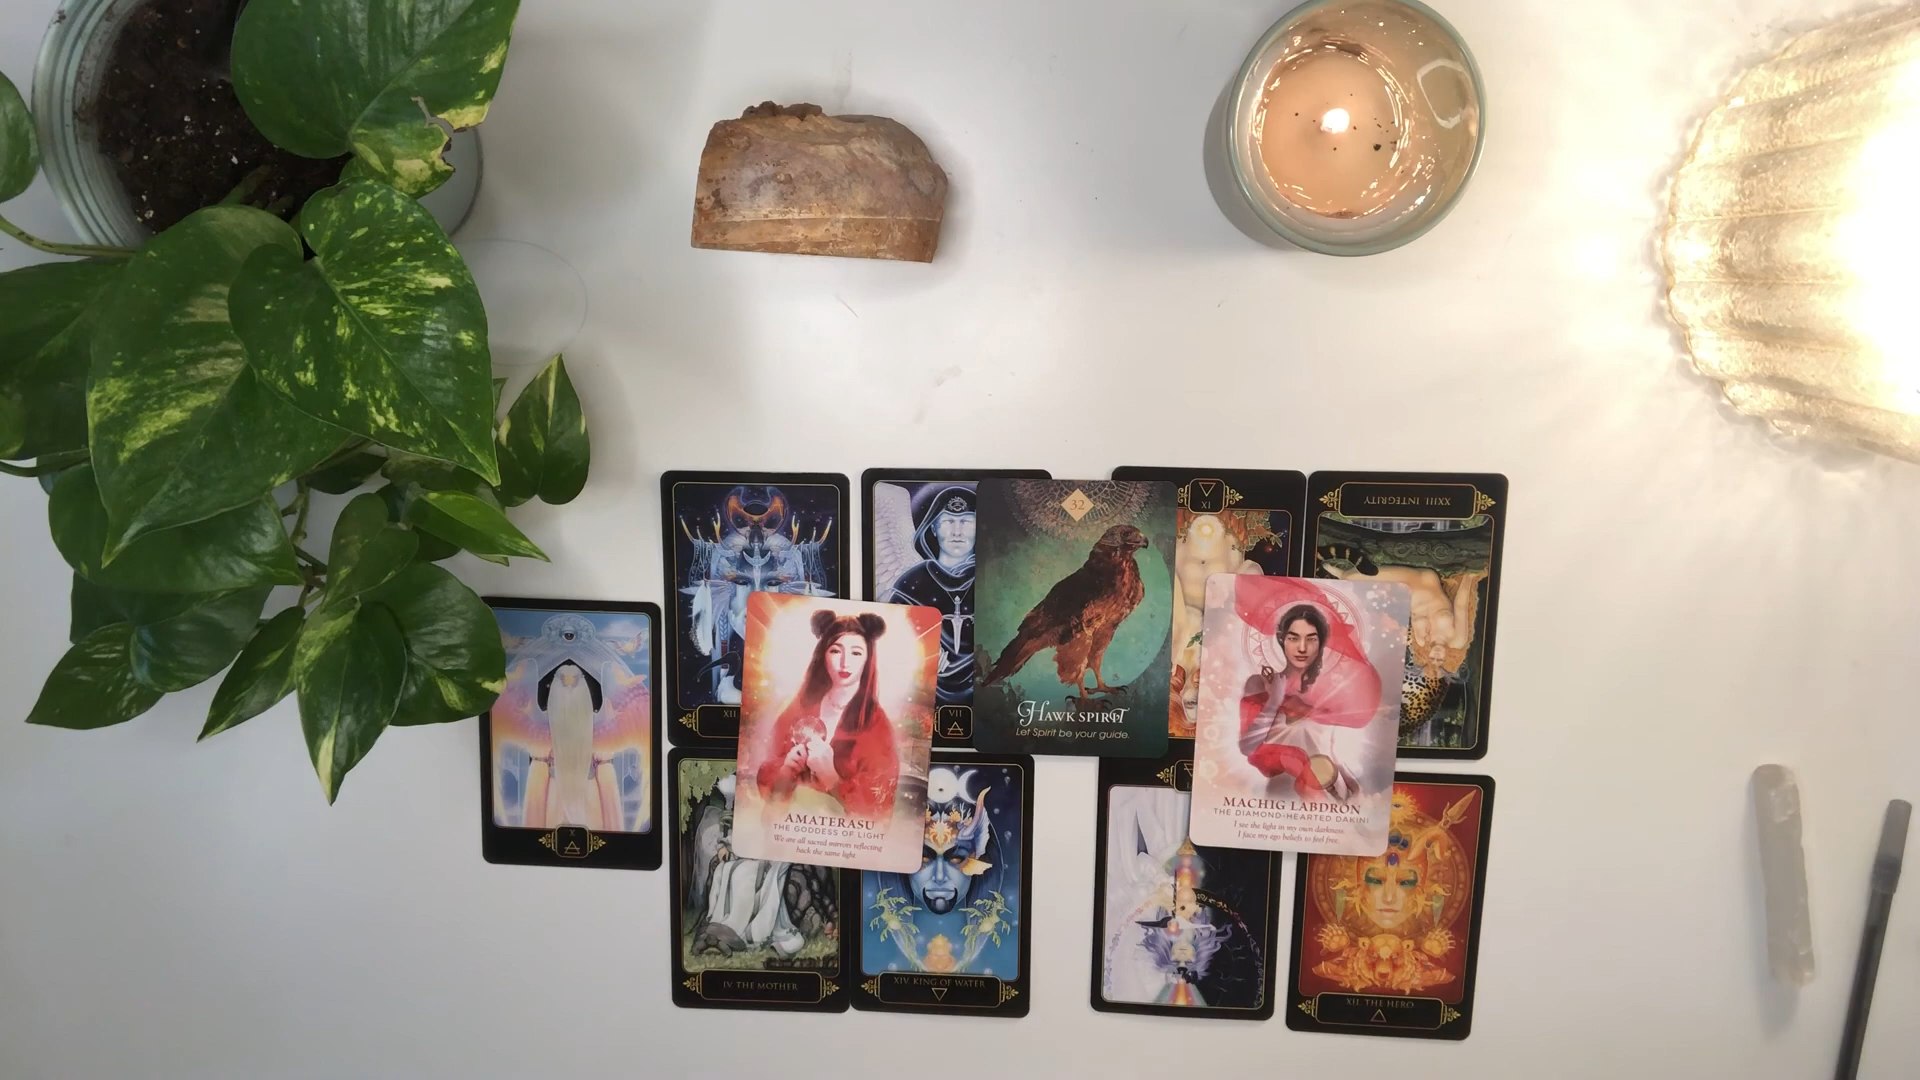 32
XI
XXIII. INTEGRITY
HAWK SPIRIT
Let Spirit be your guide.
XII
VII
AMATERASU
THE GODDESS OF LIGHT
We are all sacred mirrors reflecting
back the same light
MACHIG LABDRON
THE DIAMOND-HEARTED DAKINI
I see the light in my own darkness.
I face my ego beliefs to feel free.
X
IV. THE MOTHER
XIV. KING OF WATER
XII. THE HERO